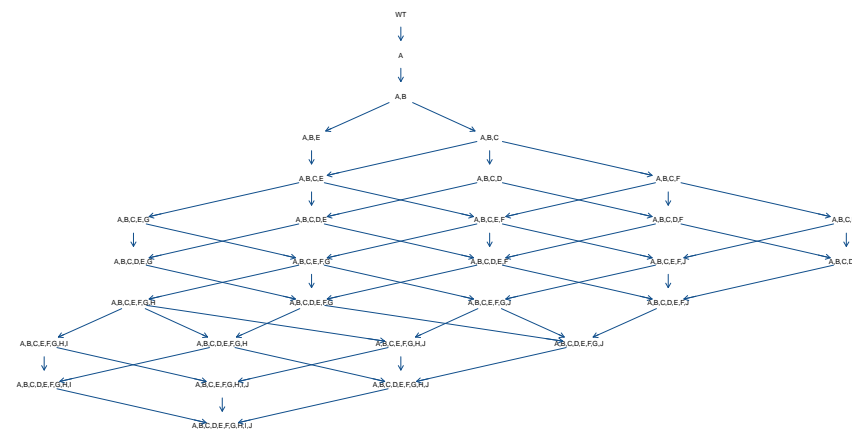 WT
A
A,B
A,B,E
A,B,C
A,B,C,E
A,B,C,D
A,B,C,F
A,B,C,E,G
A,B,C,D,E
A,B,C,E,F
A,B,C,D,F
A,B,C,
A,B,C,D,E,G
A,B,C,E,F,G
A,B,C,D,E,F
A,B,C,E,F,J
A,B,C,D
A,B,C,E,F,G,H
A,B,C,D,E,F,G
A,B,C,E,F,G,J
A,B,C,D,E,F,J
A,B,C,E,F,G,H,I
A,B,C,D,E,F,G,H
A,B,C,E,F,G,H,J
A,B,C,D,E,F,G,J
A,B,C,D,E,F,G,H,I
A,B,C,E,F,G,H,I,J
A,B,C,D,E,F,G,H,J
A,B,C,D,E,F,G,H,I,J